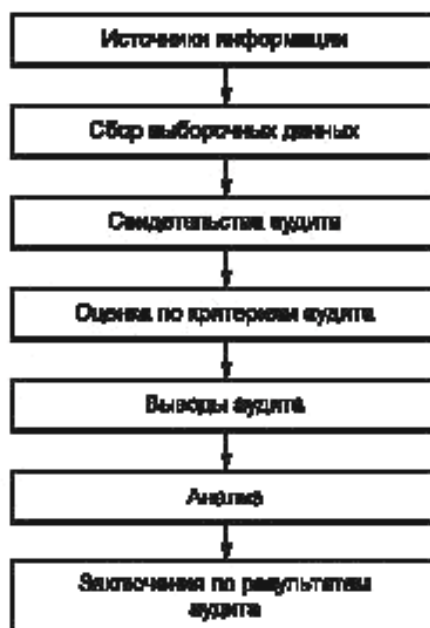 Источники информации
Сбор выборочных данных
Свидетельства аудита
Оценка по критериям аудита
Выводы аудита
Анализ
Заключения по результатам
аудита